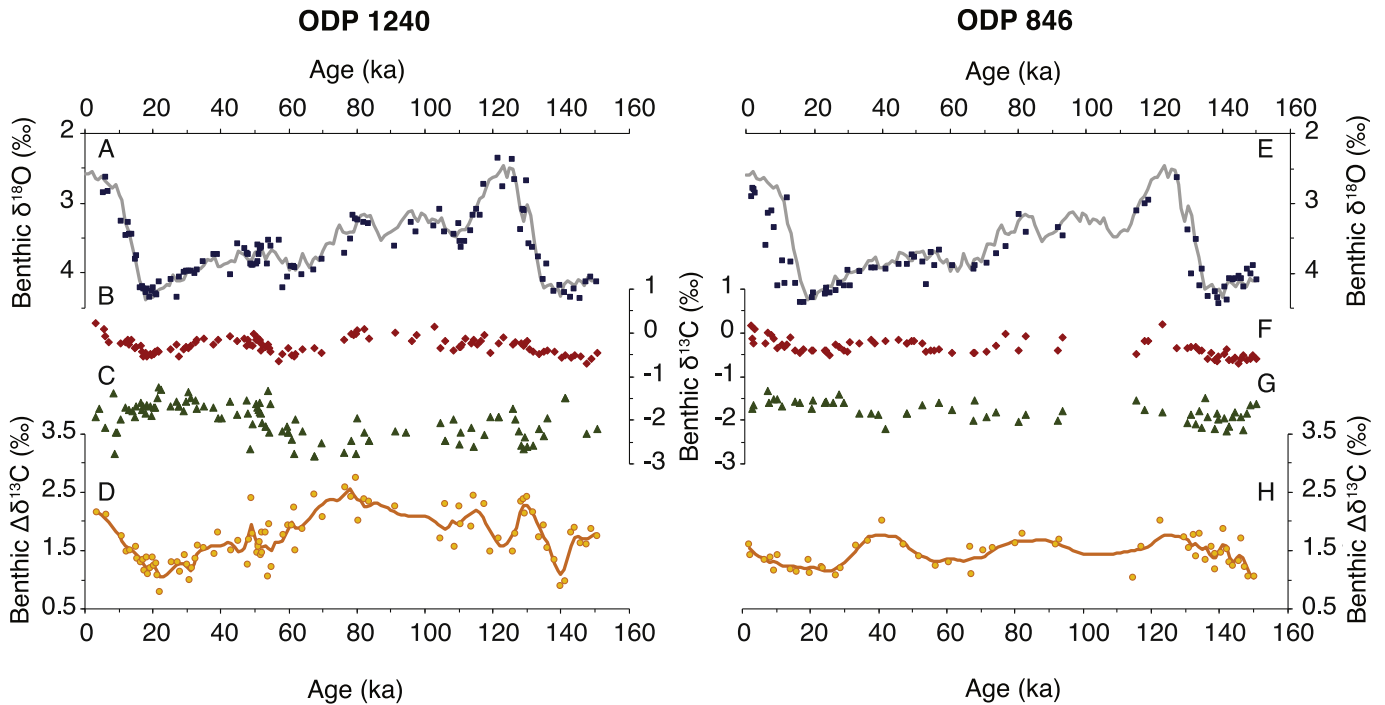 ODP 1240
ODP 846
Age (ka)
Age (ka)
0 20 40 60 80 100 120 140 160
0 20 40 60 80 100 120 140 160
A
E
2
3
4
2
3
4
Benthic δ18O (‰)
Benthic δ18O (‰)
B
F
1
0
-1
-2
-3
1
0
-1
-2
-3
Benthic δ13C (‰)
C
G
D
H
3.5
2.5
1.5
0.5
3.5
2.5
1.5
0.5
Benthic Δδ13C (‰)
Benthic Δδ13C (‰)
0 20 40 60 80 100 120 140 160
0 20 40 60 80 100 120 140 160
Age (ka)
Age (ka)